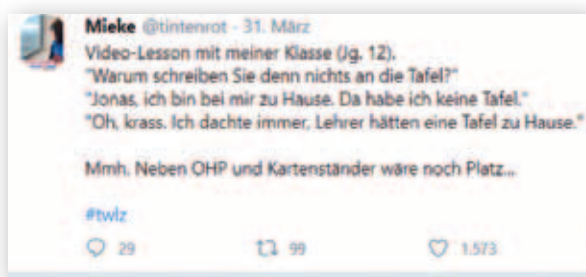 Mieke @tintenrot · 31. März
Video-Lesson mit meiner Klasse (Jg. 12).
"Warum schreiben Sie denn nichts an die Tafel?"
"Jonas, ich bin bei mir zu Hause. Da habe ich keine Tafel."
"Oh, krass. Ich dachte immer, Lehrer hätten eine Tafel zu Hause."
Mmh. Neben OHP und Kartenständer wäre noch Platz...
#twlz
29 99 1.573